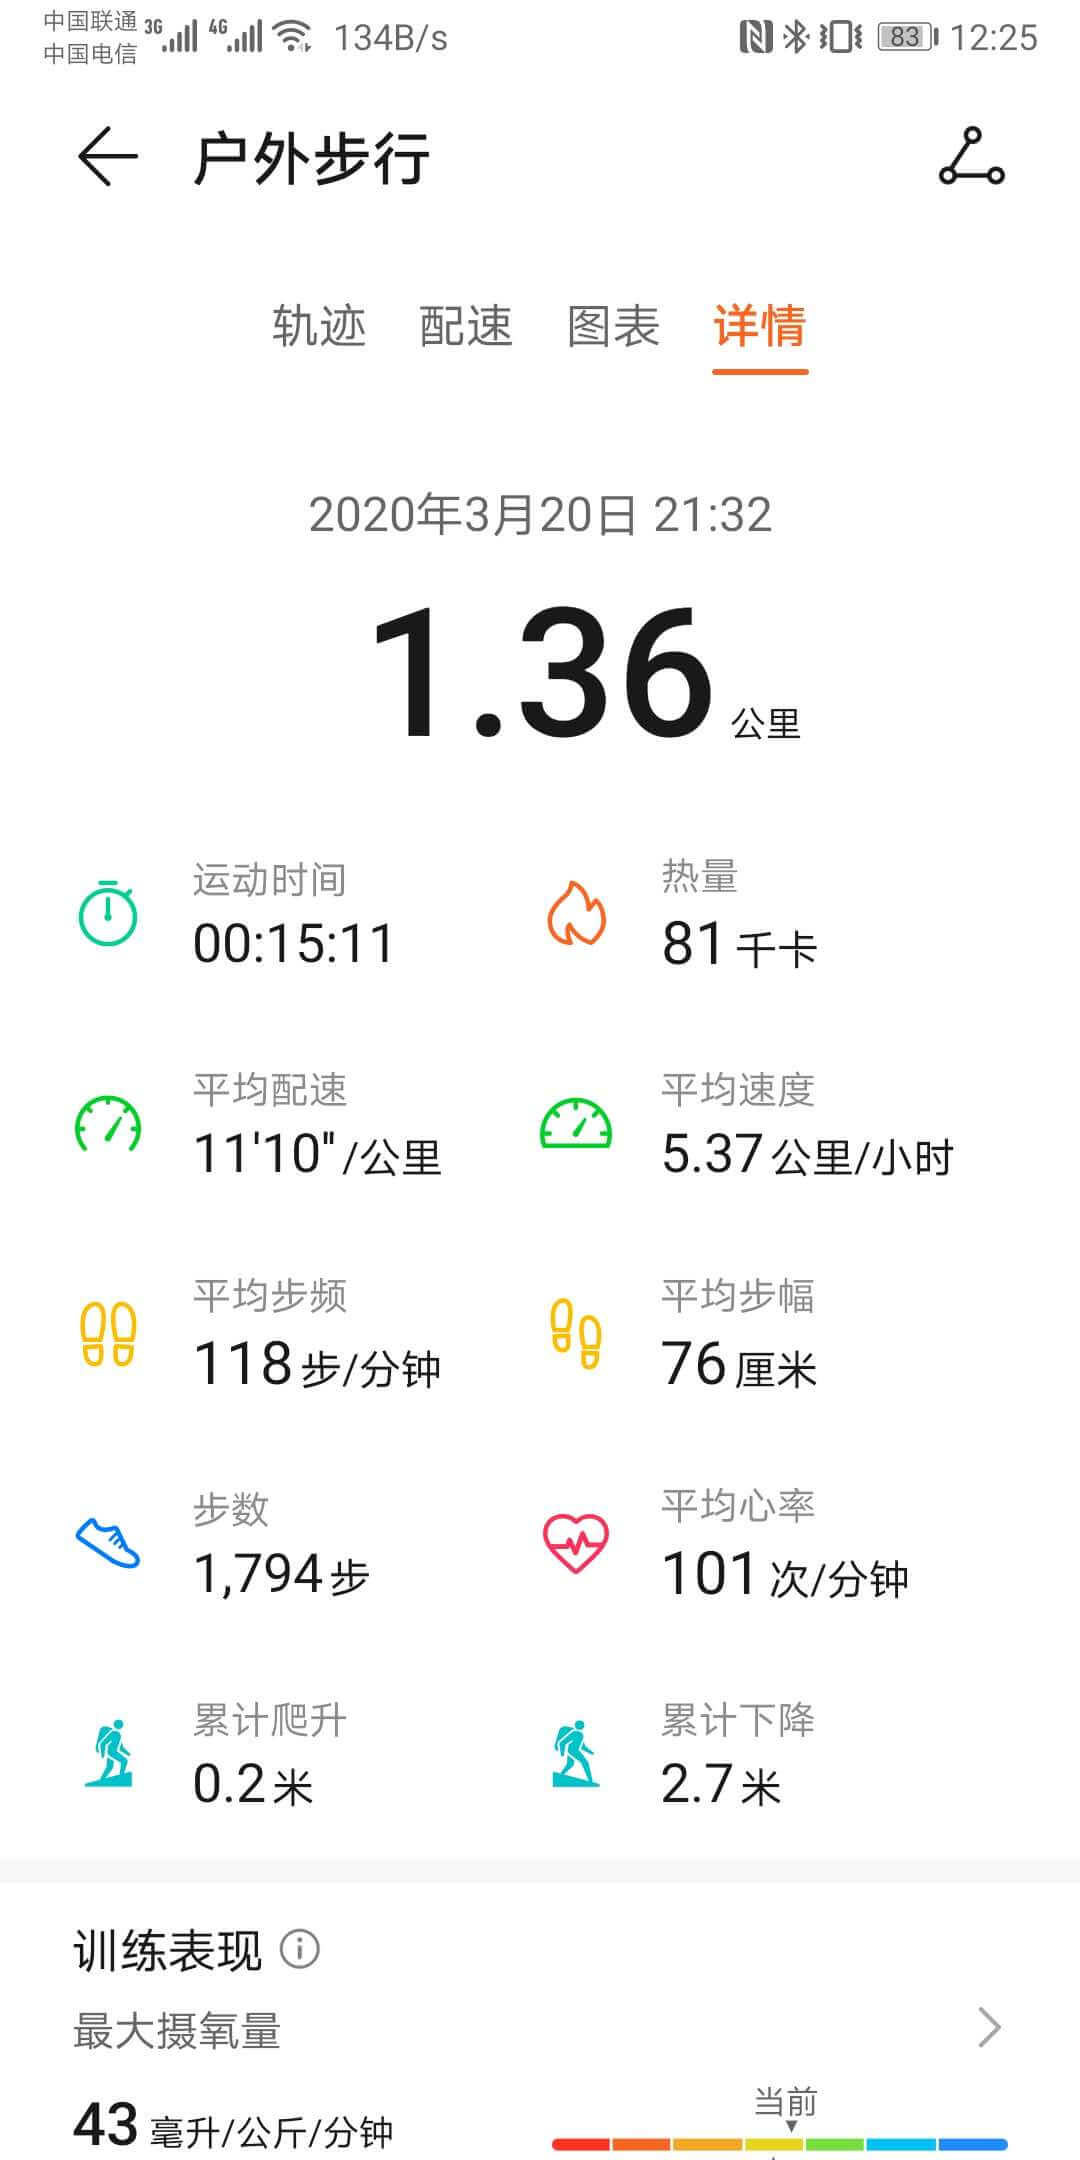 中国联通 3G 4G 134B/s 83 12:25
中国电信
户外步行
轨迹 配速 图表 详情
2020年3月20日 21:32
1.36 公里
运动时间 热量
00:15:11 81 千卡
平均配速 平均速度
11'10"/公里 5.37 公里/小时
平均步频 平均步幅
118 步/分钟 76 厘米
步数 平均心率
1,794 步 101 次/分钟
累计爬升 累计下降
0.2 米 2.7 米
训练表现
最大摄氧量
当前
43 毫升/公斤/分钟